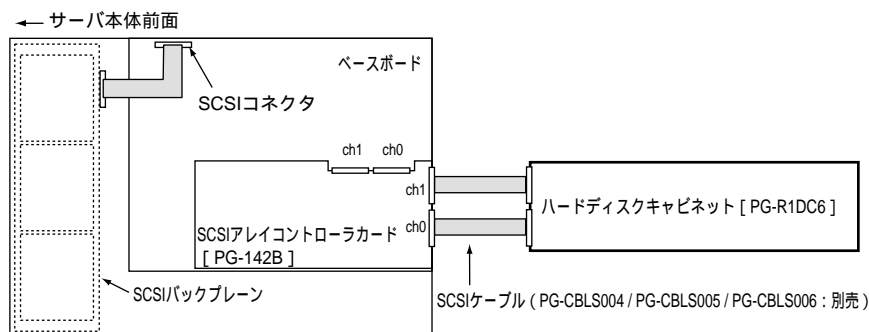 サーバ本体前面
ベースボード
SCSIコネクタ
ch1 ch0
ch1
ch0
SCSIアレイコントローラカード
[ PG-142B ]
ハードディスクキャビネット [ PG-R1DC6 ]
SCSIバックプレーン
SCSIケーブル ( PG-CBLS004 / PG-CBLS005 / PG-CBLS006 : 別売 )